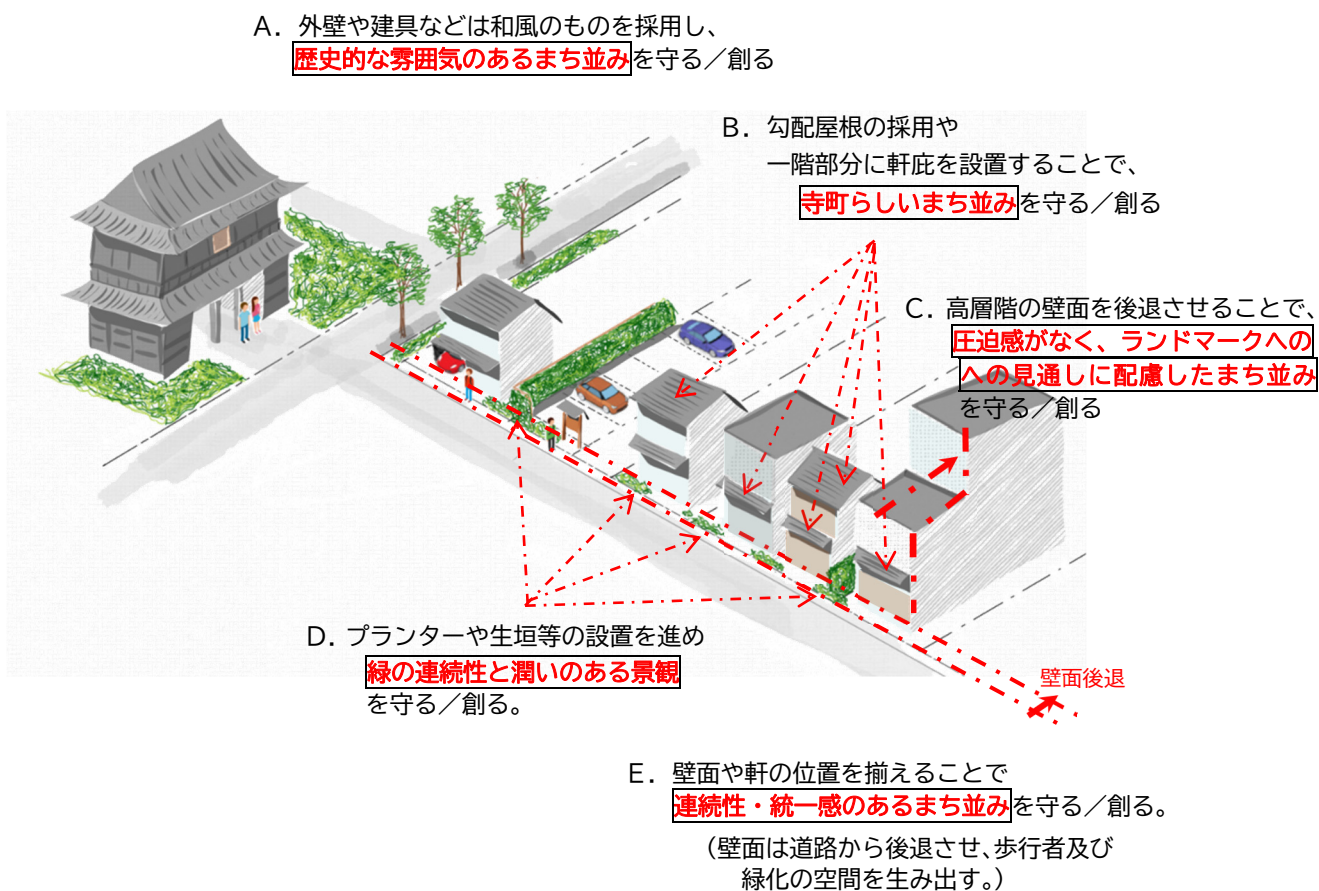 A．外壁や建具などは和風のものを採用し、
歴史的な雰囲気のあるまち並みを守る／創る
B．勾配屋根の採用や
一階部分に軒庇を設置することで、
寺町らしいまち並みを守る／創る
C．高層階の壁面を後退させることで、
圧迫感がなく、ランドマークへの
への見通しに配慮したまち並み
を守る／創る
D．プランターや生垣等の設置を進め
緑の連続性と潤いのある景観
を守る／創る。
壁面後退
E．壁面や軒の位置を揃えることで
連続性・統一感のあるまち並みを守る／創る。
（壁面は道路から後退させ、歩行者及び
緑化の空間を生み出す。）